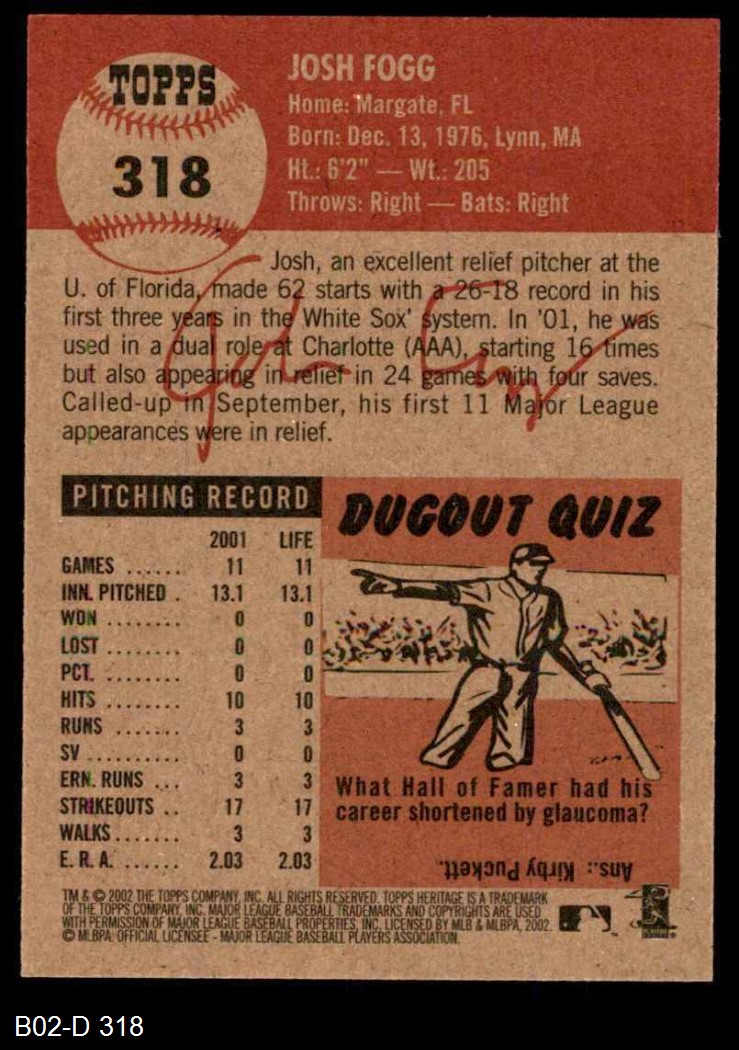 TOPPS
318
JOSH FOGG
Home: Margate, FL
Born: Dec. 13, 1976, Lynn, MA
Ht.: 6'2" — Wt.: 205
Throws: Right — Bats: Right
Josh, an excellent relief pitcher at the
U. of Florida, made 62 starts with a 26-18 record in his
first three years in the White Sox' system. In '01, he was
used in a dual role at Charlotte (AAA), starting 16 times
but also appearing in relief in 24 games with four saves.
Called-up in September, his first 11 Major League
appearances were in relief.
Josh Fogg
PITCHING RECORD
2001 LIFE
GAMES ...... 11 11
INN. PITCHED . 13.1 13.1
WON ........ 0 0
LOST ........ 0 0
PCT. ........ 0 0
HITS ........ 10 10
RUNS ....... 3 3
SV .......... 0 0
ERN. RUNS ... 3 3
STRIKEOUTS .. 17 17
WALKS ....... 3 3
E. R. A. ...... 2.03 2.03
DUGOUT QUIZ
What Hall of Famer had his
career shortened by glaucoma?
Ans.: Kirby Puckett.
TM & © 2002 THE TOPPS COMPANY, INC. ALL RIGHTS RESERVED. TOPPS HERITAGE IS A TRADEMARK
OF THE TOPPS COMPANY, INC. MAJOR LEAGUE BASEBALL TRADEMARKS AND COPYRIGHTS ARE USED
WITH PERMISSION OF MAJOR LEAGUE BASEBALL PROPERTIES, INC. LICENSED BY MLB & MLBPA, 2002.
© MLBPA. OFFICIAL LICENSEE - MAJOR LEAGUE BASEBALL PLAYERS ASSOCIATION.
B02-D 318